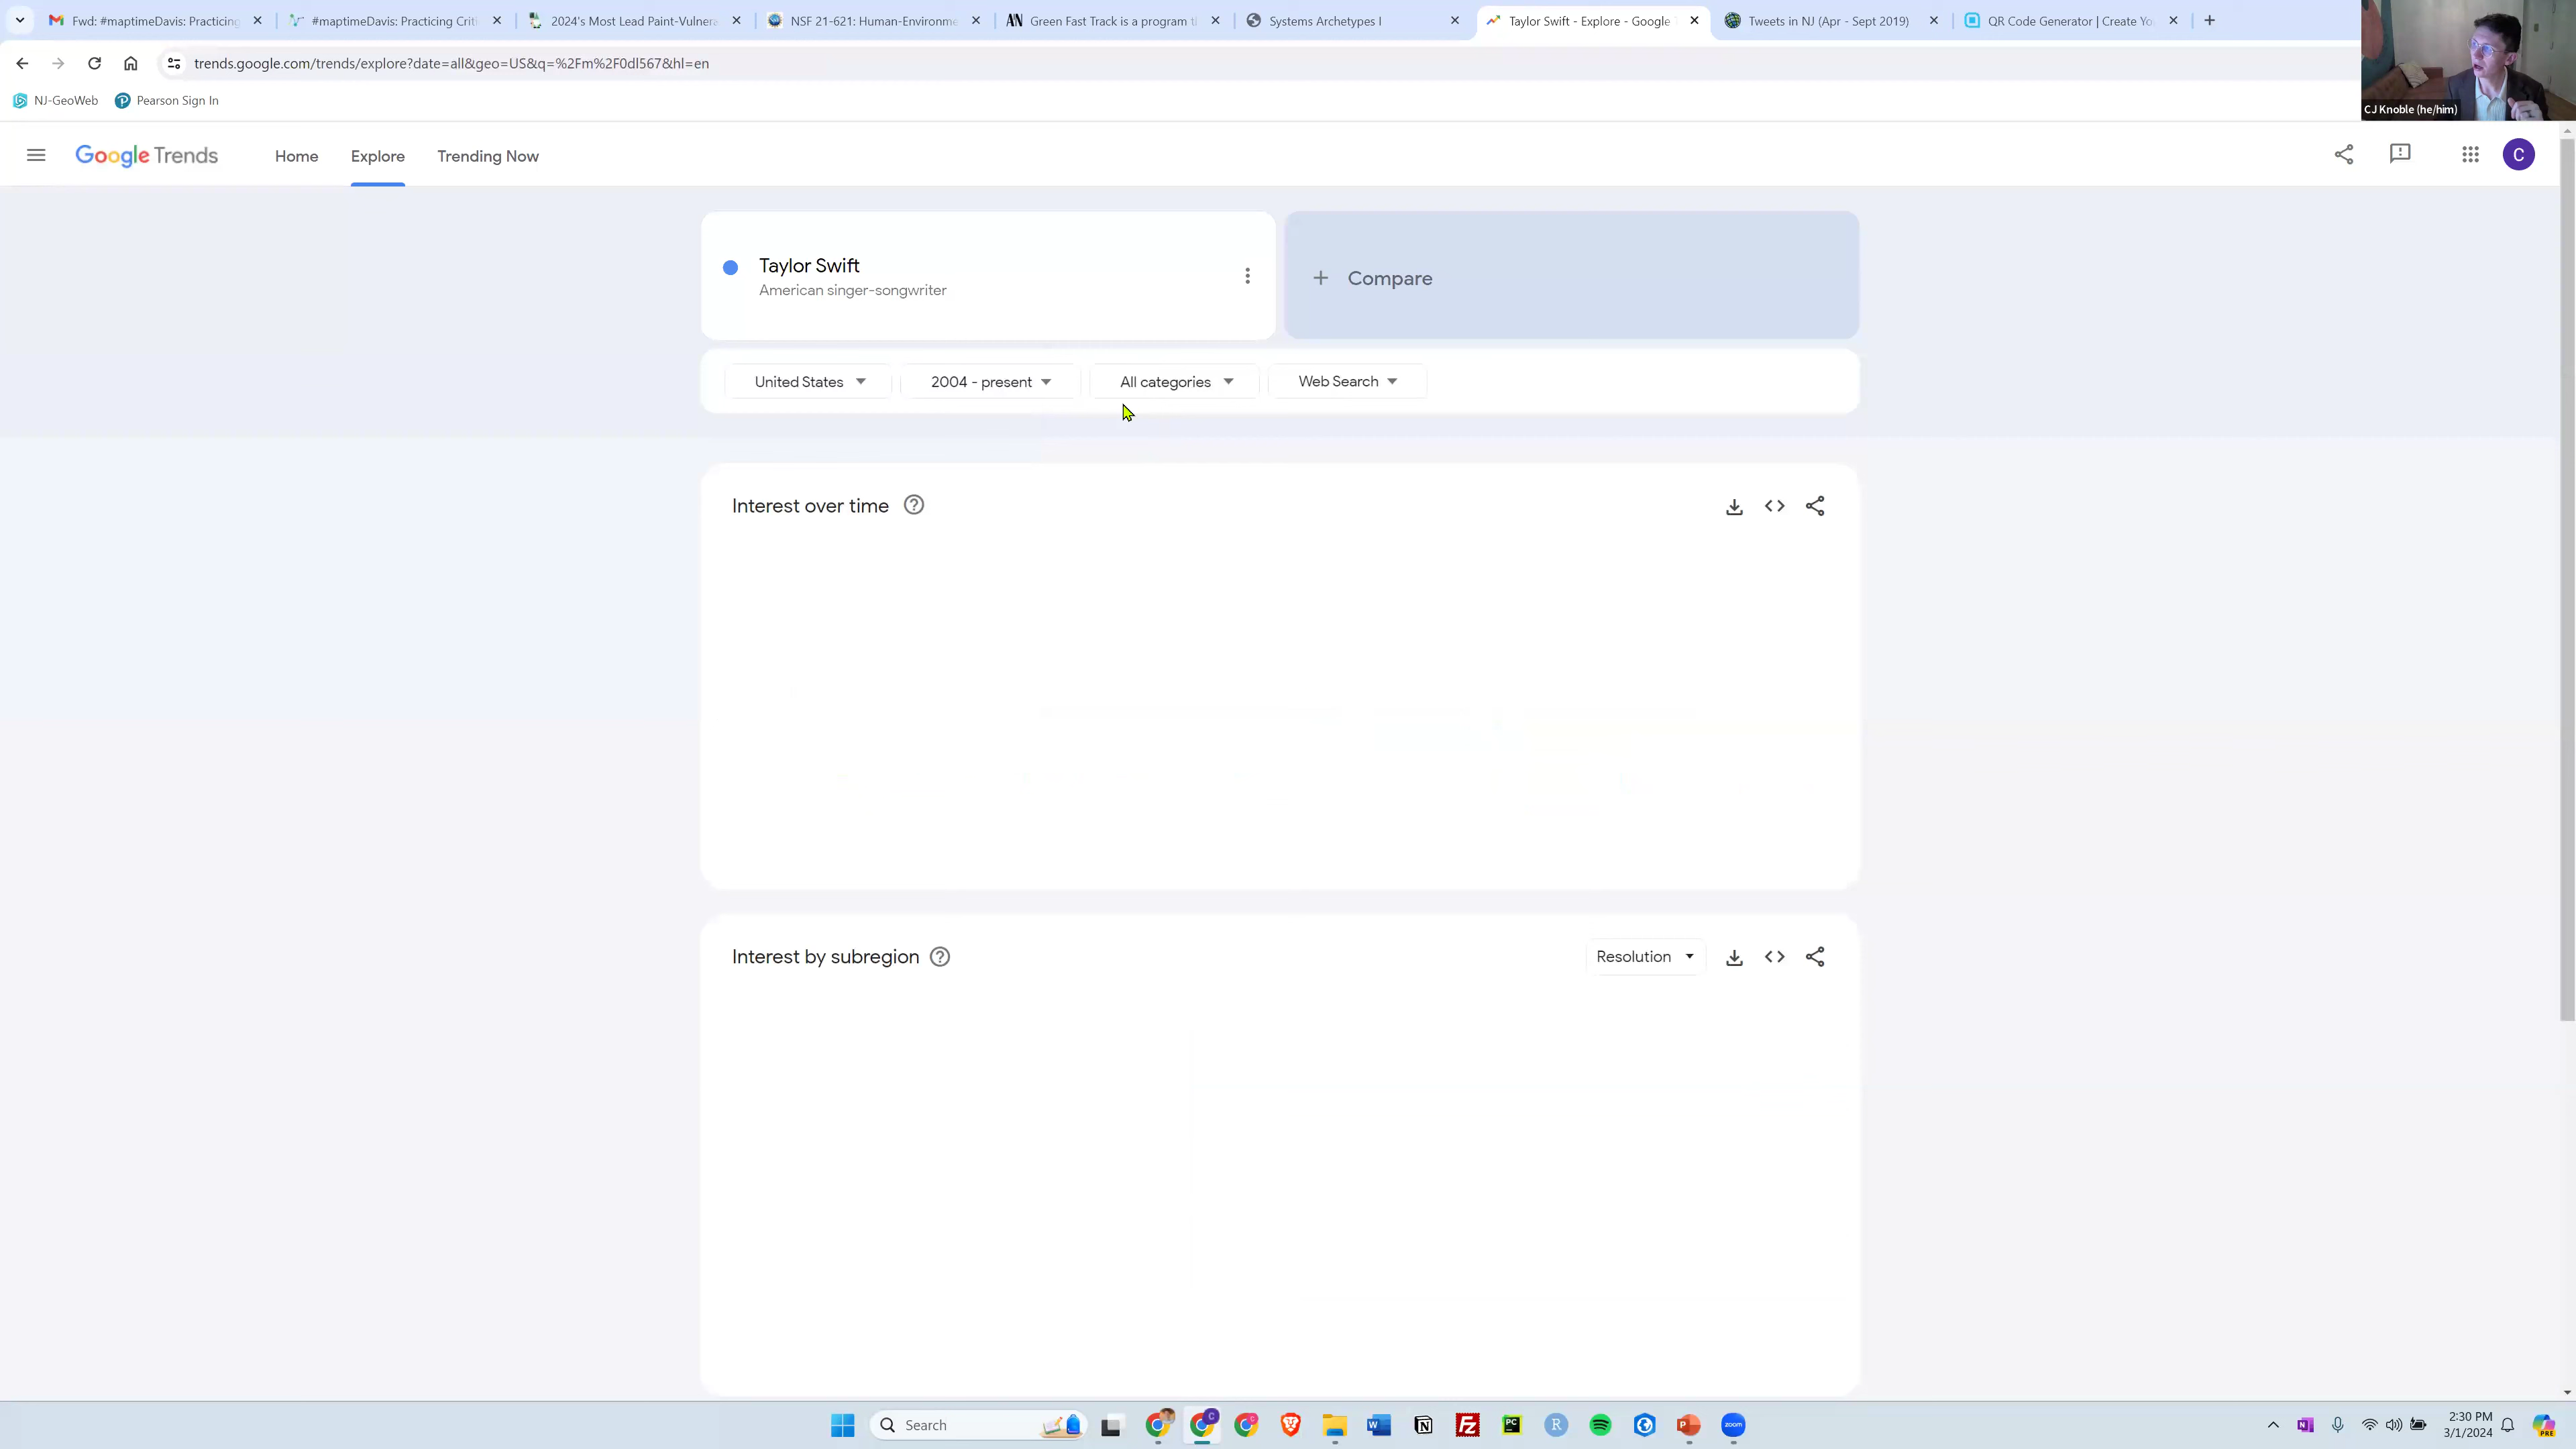 Fwd: #maptimeDavis: Practicing
#maptimeDavis: Practicing Criti
2024's Most Lead Paint-Vulnera
NSF 21-621: Human-Environme
Green Fast Track is a program t
Systems Archetypes I
Taylor Swift - Explore - Google
Tweets in NJ (Apr - Sept 2019)
QR Code Generator | Create Yo
trends.google.com/trends/explore?date=all&geo=US&q=%2Fm%2F0dl567&hl=en
NJ-GeoWeb
Pearson Sign In
CJ Knoble (he/him)
Google Trends
Home
Explore
Trending Now
C
Taylor Swift
American singer-songwriter
+ Compare
United States
2004 - present
All categories
Web Search
Interest over time
Interest by subregion
Resolution
Search
2:30 PM
3/1/2024